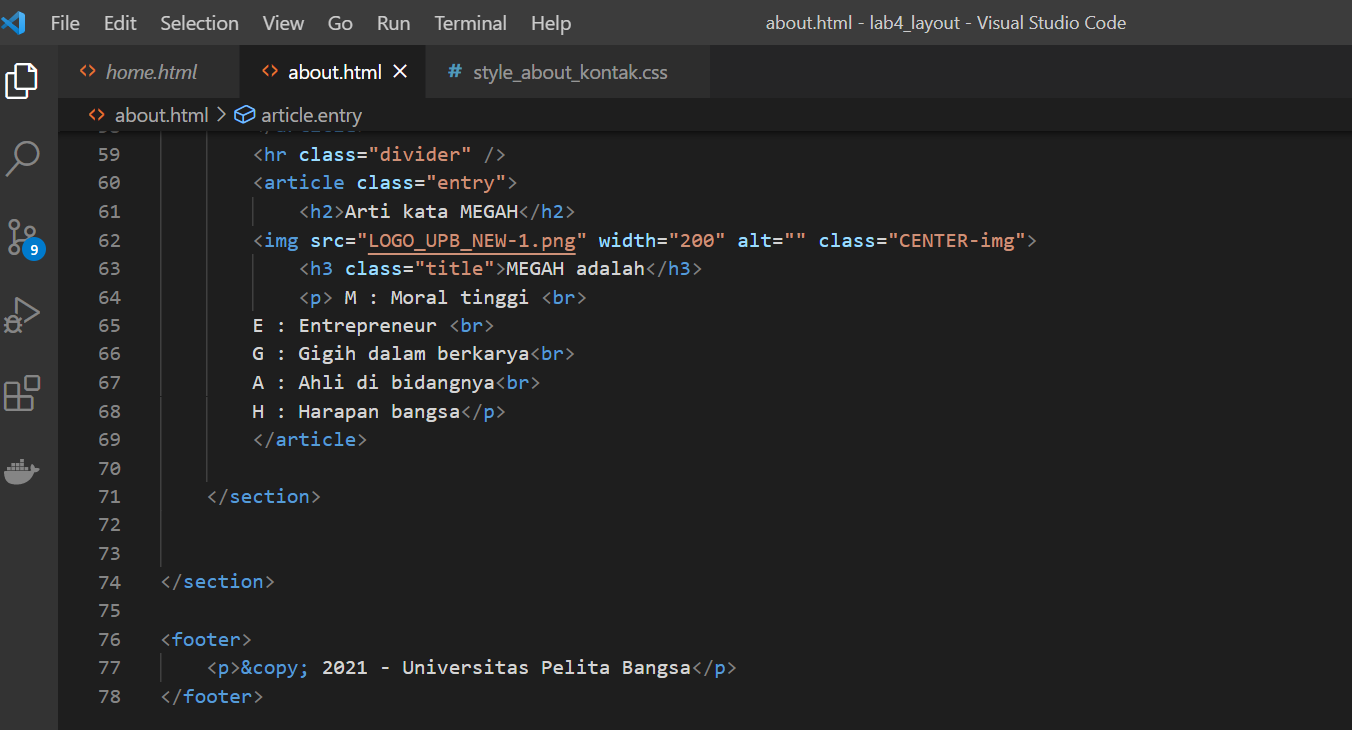 File Edit Selection View Go Run Terminal Help about.html - lab4_layout - Visual Studio Code
<> home.html <> about.html × # style_about_kontak.css
<> about.html > article.entry
59 <hr class="divider" />
60 <article class="entry">
61 <h2>Arti kata MEGAH</h2>
62 <img src="LOGO_UPB_NEW-1.png" width="200" alt="" class="CENTER-img">
63 <h3 class="title">MEGAH adalah</h3>
64 <p> M : Moral tinggi <br>
65 E : Entrepreneur <br>
66 G : Gigih dalam berkarya<br>
67 A : Ahli di bidangnya<br>
68 H : Harapan bangsa</p>
69 </article>
70
71 </section>
72
73
74 </section>
75
76 <footer>
77 <p>&copy; 2021 - Universitas Pelita Bangsa</p>
78 </footer>
9